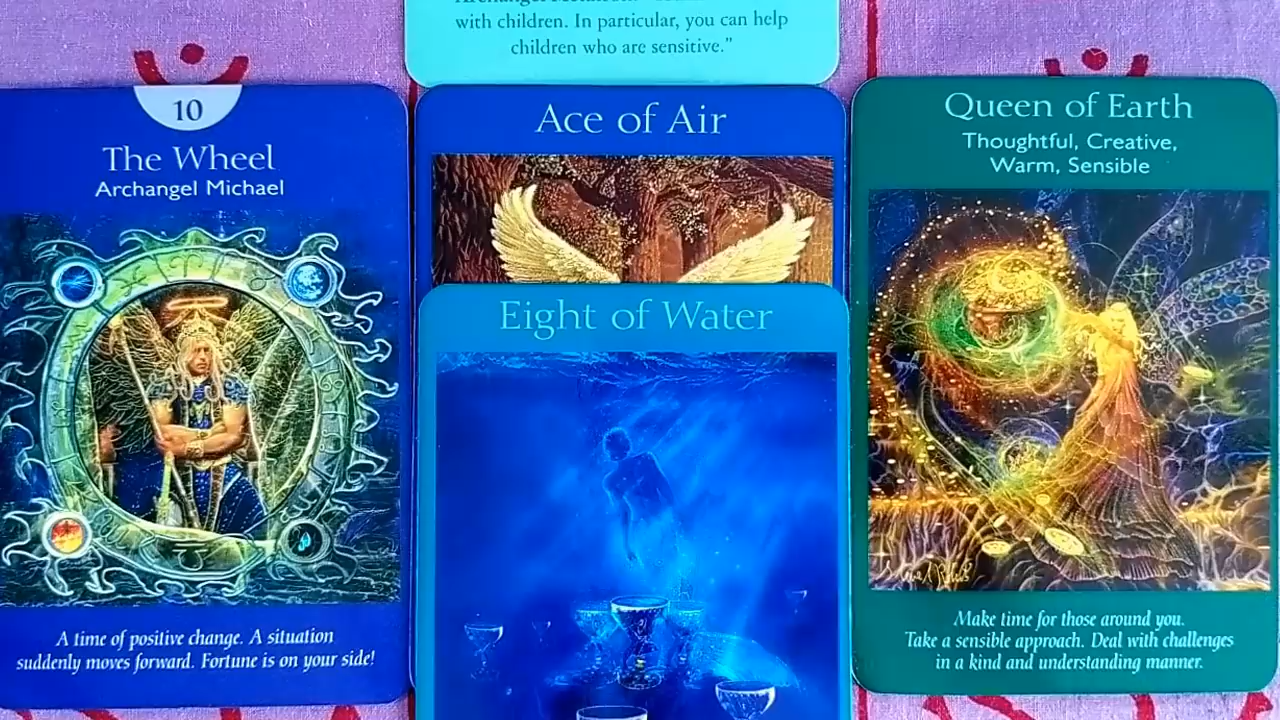 with children. In particular, you can help
children who are sensitive."
10
The Wheel
Archangel Michael
A time of positive change. A situation
suddenly moves forward. Fortune is on your side!
Ace of Air
Eight of Water
Queen of Earth
Thoughtful, Creative,
Warm, Sensible
Make time for those around you.
Take a sensible approach. Deal with challenges
in a kind and understanding manner.